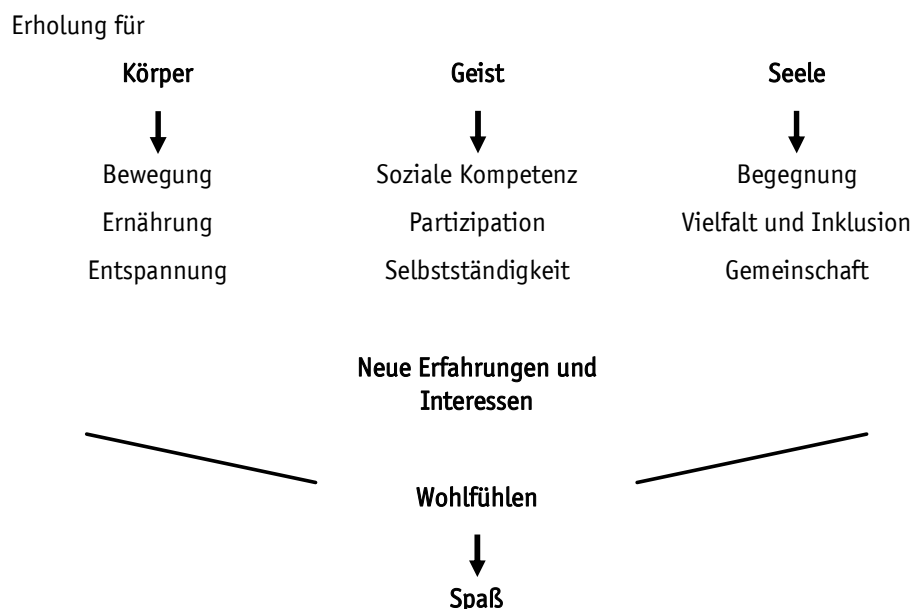 Erholung für
Körper Geist Seele
Bewegung Soziale Kompetenz Begegnung
Ernährung Partizipation Vielfalt und Inklusion
Entspannung Selbstständigkeit Gemeinschaft
Neue Erfahrungen und
Interessen
Wohlfühlen
Spaß